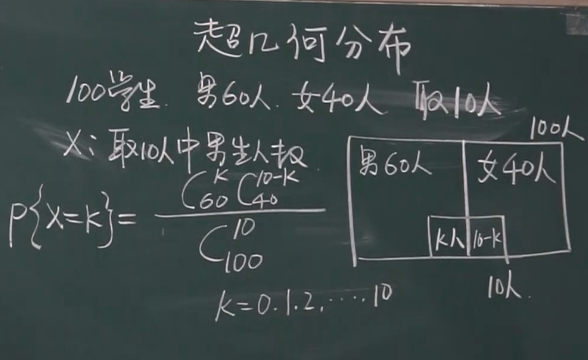 超几何分布
100学生. 男60人. 女40人 取10人
X: 取10人中男生人数
P{X=K}= C_{60}^{K} C_{40}^{10-K} / C_{100}^{10}
K=0.1.2.....10
100人
男60人 女40人
K人 10-K
10人.